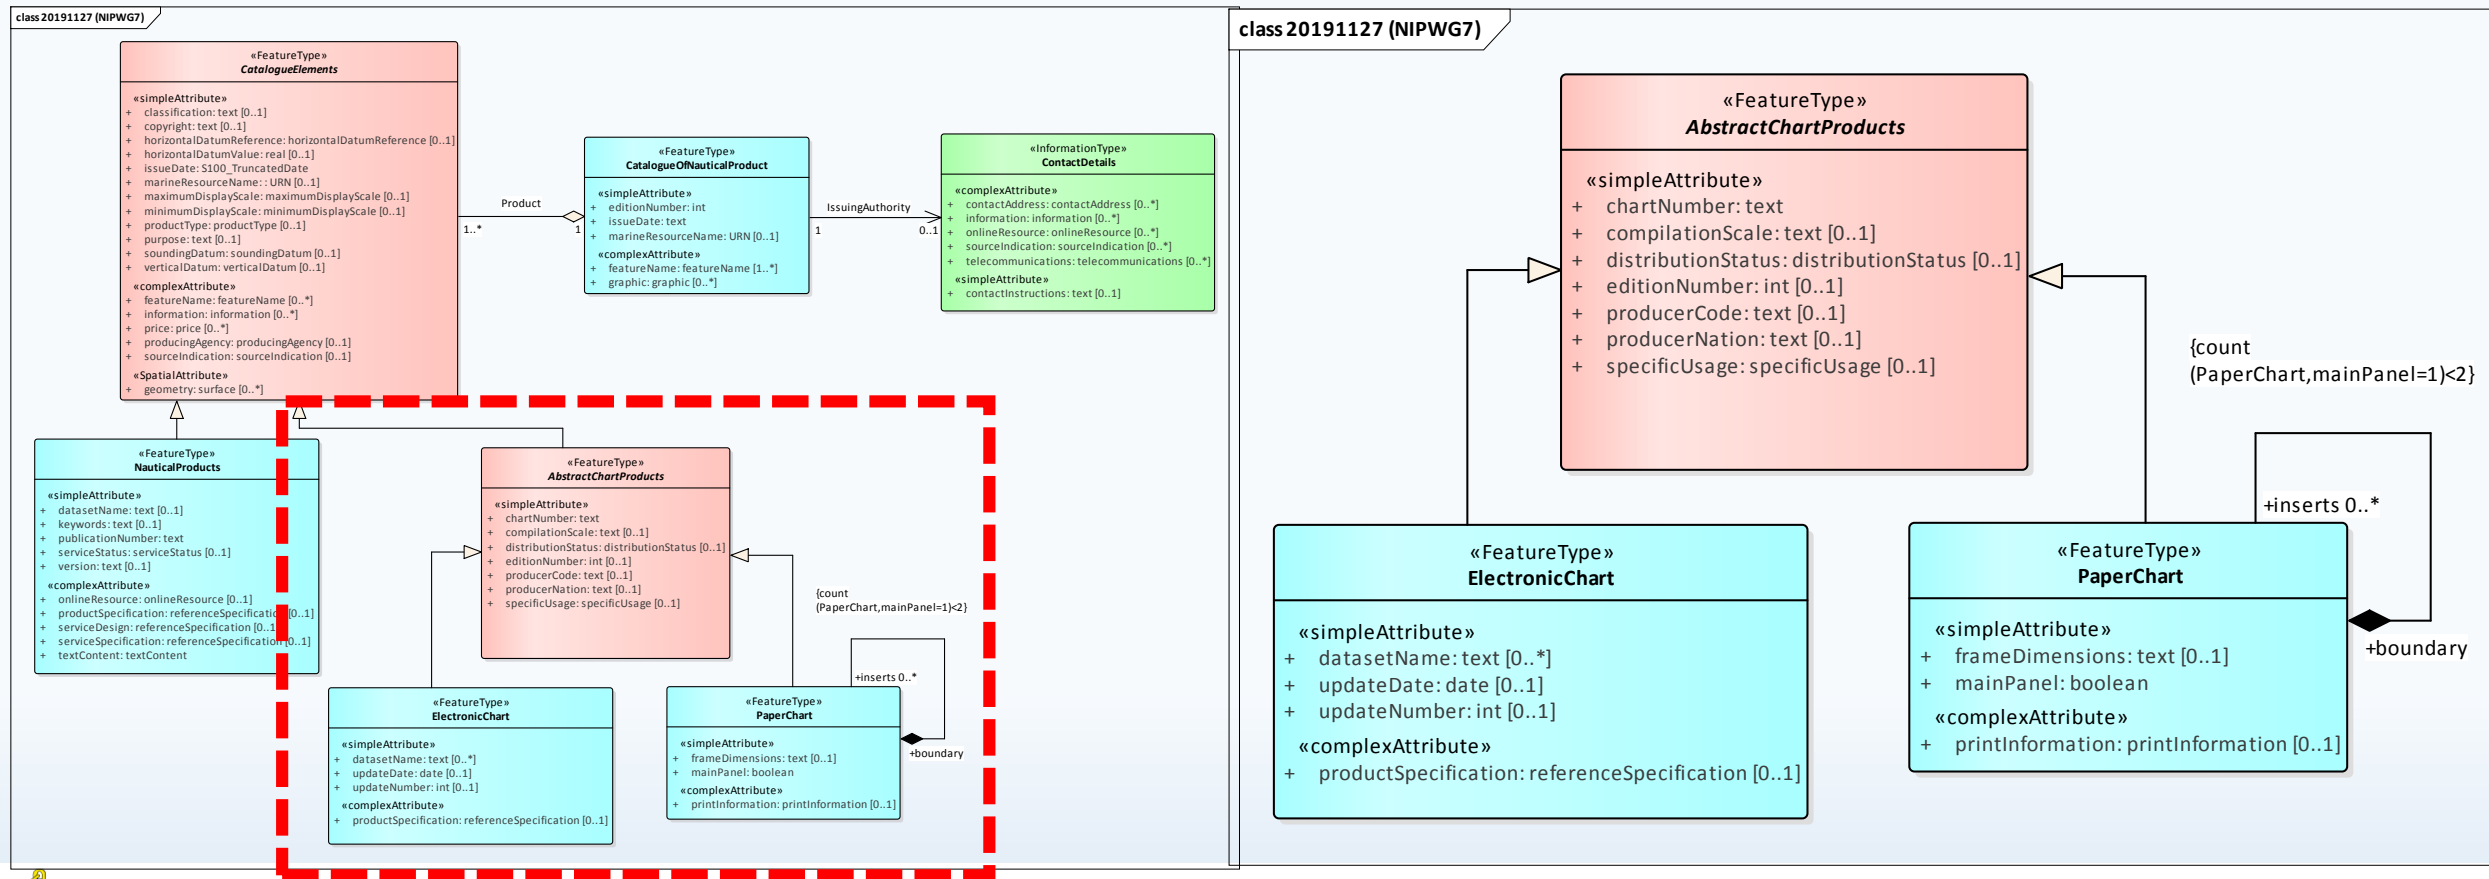 class 20191127 (NIPWG7)
«FeatureType»
CatalogueElements
«simpleAttribute»
+ classification: text [0..1]
+ copyright: text [0..1]
+ horizontalDatumReference: horizontalDatumReference [0..1]
+ horizontalDatumValue: real [0..1]
+ issueDate: S100_TruncatedDate
+ marineResourceName: : URN [0..1]
+ maximumDisplayScale: maximumDisplayScale [0..1]
+ minimumDisplayScale: minimumDisplayScale [0..1]
+ productType: productType [0..1]
+ purpose: text [0..1]
+ soundingDatum: soundingDatum [0..1]
+ verticalDatum: verticalDatum [0..1]
«complexAttribute»
+ featureName: featureName [0..*]
+ information: information [0..*]
+ price: price [0..*]
+ producingAgency: producingAgency [0..1]
+ sourceIndication: sourceIndication [0..1]
«SpatialAttribute»
+ geometry: surface [0..*]
Product
1..*
1
«FeatureType»
CatalogueOfNauticalProduct
«simpleAttribute»
+ editionNumber: int
+ issueDate: text
+ marineResourceName: URN [0..1]
«complexAttribute»
+ featureName: featureName [1..*]
+ graphic: graphic [0..*]
IssuingAuthority
1
0..1
«InformationType»
ContactDetails
«complexAttribute»
+ contactAddress: contactAddress [0..*]
+ information: information [0..*]
+ onlineResource: onlineResource [0..*]
+ sourceIndication: sourceIndication [0..*]
+ telecommunications: telecommunications [0..*]
«simpleAttribute»
+ contactInstructions: text [0..1]
«FeatureType»
NauticalProducts
«simpleAttribute»
+ datasetName: text [0..1]
+ keywords: text [0..1]
+ publicationNumber: text
+ serviceStatus: serviceStatus [0..1]
+ version: text [0..1]
«complexAttribute»
+ onlineResource: onlineResource [0..1]
+ productSpecification: referenceSpecification [0..1]
+ serviceDesign: referenceSpecification [0..1]
+ serviceSpecification: referenceSpecification [0..1]
+ textContent: textContent
«FeatureType»
AbstractChartProducts
«simpleAttribute»
+ chartNumber: text
+ compilationScale: text [0..1]
+ distributionStatus: distributionStatus [0..1]
+ editionNumber: int [0..1]
+ producerCode: text [0..1]
+ producerNation: text [0..1]
+ specificUsage: specificUsage [0..1]
{count
(PaperChart,mainPanel=1)<2}
+inserts 0..*
+boundary
«FeatureType»
ElectronicChart
«simpleAttribute»
+ datasetName: text [0..*]
+ updateDate: date [0..1]
+ updateNumber: int [0..1]
«complexAttribute»
+ productSpecification: referenceSpecification [0..1]
«FeatureType»
PaperChart
«simpleAttribute»
+ frameDimensions: text [0..1]
+ mainPanel: boolean
«complexAttribute»
+ printInformation: printInformation [0..1]
class 20191127 (NIPWG7)
«FeatureType»
AbstractChartProducts
«simpleAttribute»
+ chartNumber: text
+ compilationScale: text [0..1]
+ distributionStatus: distributionStatus [0..1]
+ editionNumber: int [0..1]
+ producerCode: text [0..1]
+ producerNation: text [0..1]
+ specificUsage: specificUsage [0..1]
{count
(PaperChart,mainPanel=1)<2}
+inserts 0..*
+boundary
«FeatureType»
ElectronicChart
«simpleAttribute»
+ datasetName: text [0..*]
+ updateDate: date [0..1]
+ updateNumber: int [0..1]
«complexAttribute»
+ productSpecification: referenceSpecification [0..1]
«FeatureType»
PaperChart
«simpleAttribute»
+ frameDimensions: text [0..1]
+ mainPanel: boolean
«complexAttribute»
+ printInformation: printInformation [0..1]